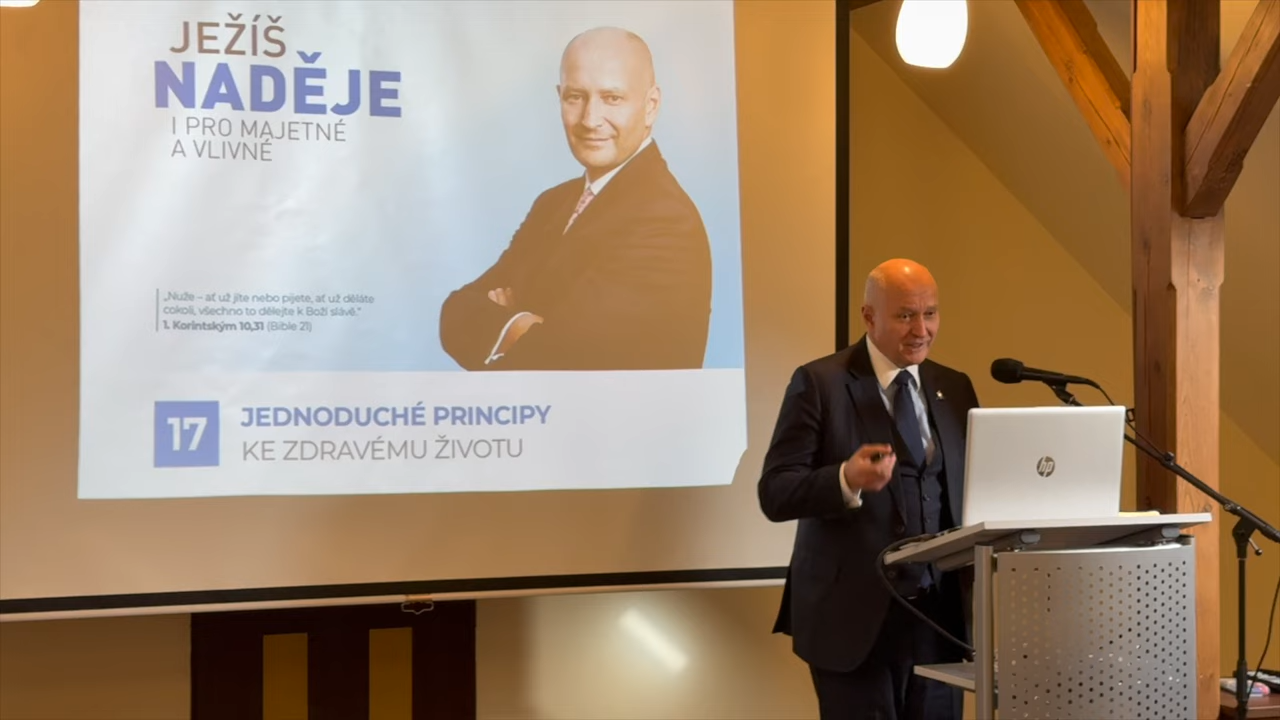 JEŽÍŠ
NADĚJE
I PRO MAJETNÉ
A VLIVNÉ
„Nuže – ať už jíte nebo pijete, ať už děláte
cokoli, všechno to dělejte k Boží slávě.“
1. Korintským 10,31 (Bible 21)
17 JEDNODUCHÉ PRINCIPY
KE ZDRAVÉMU ŽIVOTU
hp